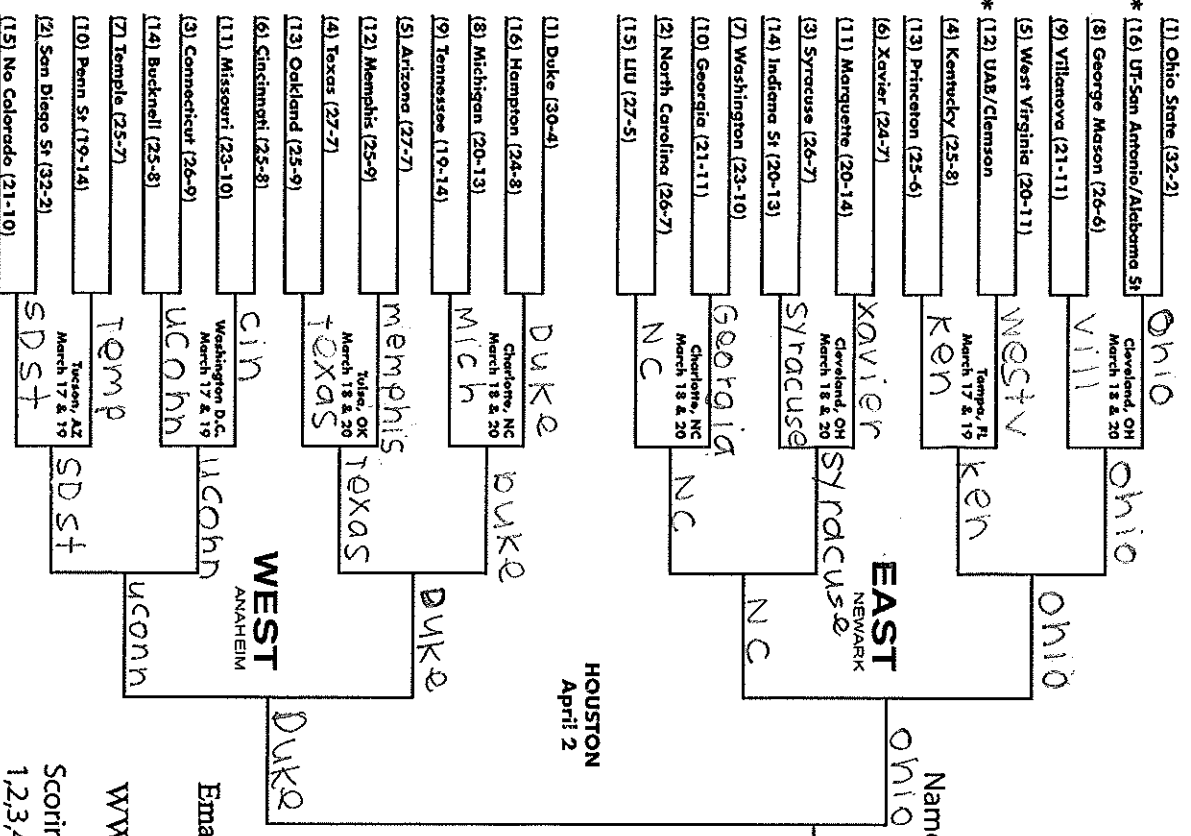 (1) Ohio State (32-2)
* (16) UT-San Antonio/Alabama St
(8) George Mason (26-6)
(9) Villanova (21-11)
(5) West Virginia (20-11)
* (12) UAB/Clemson
(4) Kentucky (25-8)
(13) Princeton (25-6)
(6) Xavier (24-7)
(11) Marquette (20-14)
(3) Syracuse (26-7)
(14) Indiana St (20-13)
(7) Washington (23-10)
(10) Georgia (21-11)
(2) North Carolina (26-7)
(15) LIU (27-5)
Ohio
Cleveland, OH
March 18 & 20
Vill
West V
Tampa, FL
March 17 & 19
Ken
Xavier
Cleveland, OH
March 18 & 20
Syracuse
Georgia
Charlotte, NC
March 18 & 20
NC
Ohio
Ken
Syracuse
NC
EAST
NEWARK
Ohio
NC
Ohio
HOUSTON
April 2
(1) Duke (30-4)
(16) Hampton (24-8)
(8) Michigan (20-13)
(9) Tennessee (19-14)
(5) Arizona (27-7)
(12) Memphis (25-9)
(4) Texas (27-7)
(13) Oakland (25-9)
(6) Cincinnati (25-8)
(11) Missouri (23-10)
(3) Connecticut (26-9)
(14) Bucknell (25-8)
(7) Temple (25-7)
(10) Penn St (19-14)
(2) San Diego St (32-2)
(15) No Colorado (21-10)
Duke
Charlotte, NC
March 18 & 20
Mich
memphis
Tulsa, OK
March 18 & 20
Texas
Cin
Washington D.C.
March 17 & 19
UConn
Temp
Tucson, AZ
March 17 & 19
SDSt
Duke
Texas
UConn
SDSt
WEST
ANAHEIM
Duke
UConn
Duke
Name
Ema
WW
Scorin
1,2,3,4